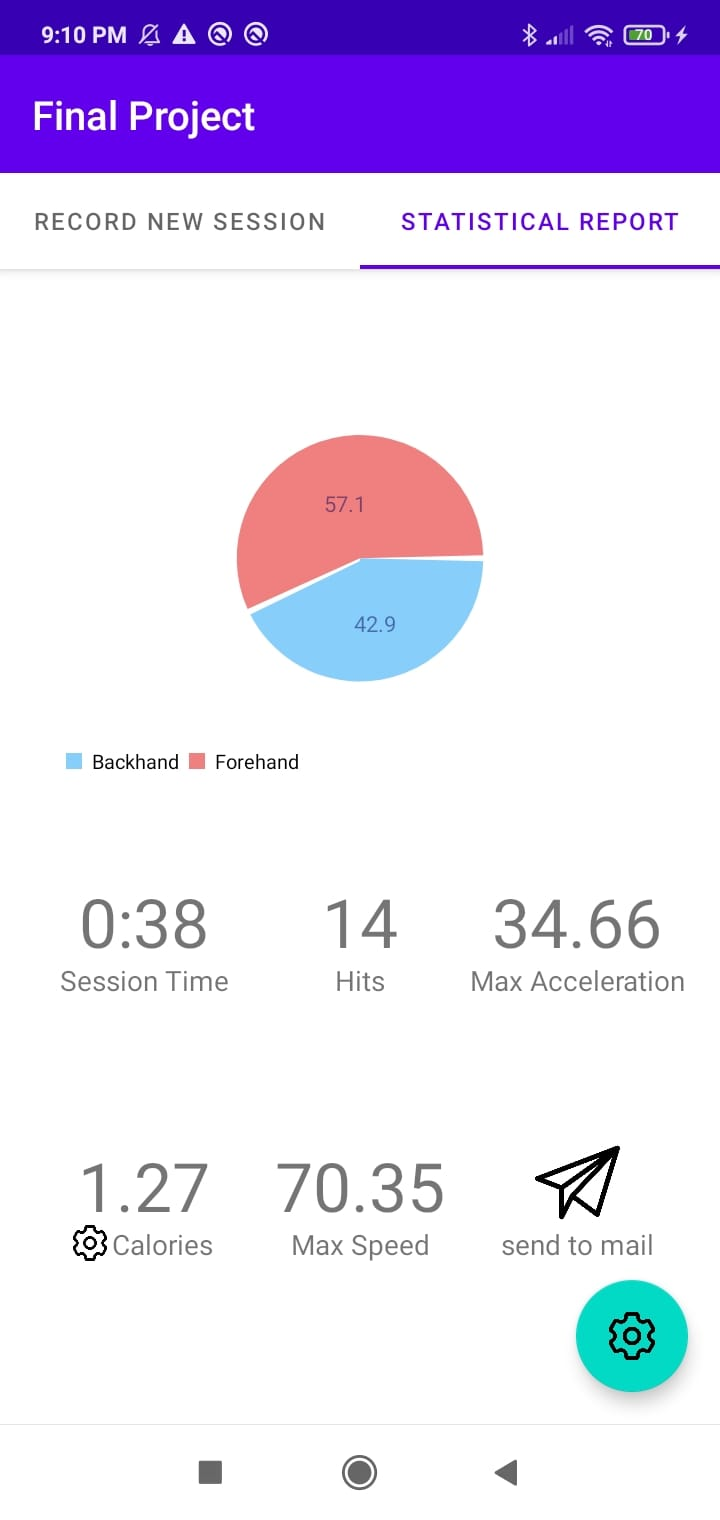 9:10 PM 70
Final Project
RECORD NEW SESSION STATISTICAL REPORT
57.1
42.9
Backhand Forehand
0:38 14 34.66
Session Time Hits Max Acceleration
1.27 70.35
Calories Max Speed send to mail